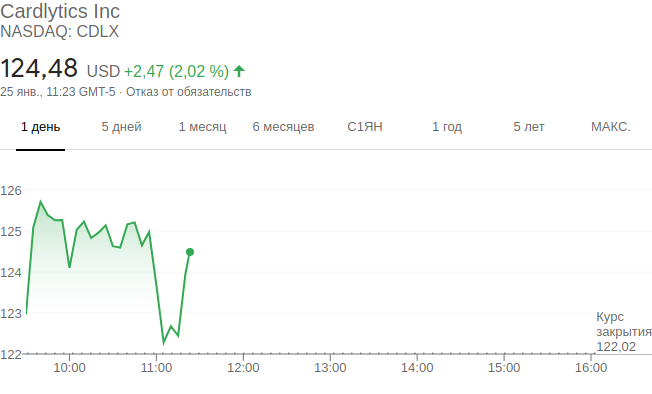 Cardlytics Inc
NASDAQ: CDLX
124,48 USD +2,47 (2,02 %)
25 янв., 11:23 GMT-5 · Отказ от обязательств
1 день 5 дней 1 месяц 6 месяцев С1ЯН 1 год 5 лет МАКС.
126
125
124
123
Курс
закрытия
122,02
122
10:00 11:00 12:00 13:00 14:00 15:00 16:00